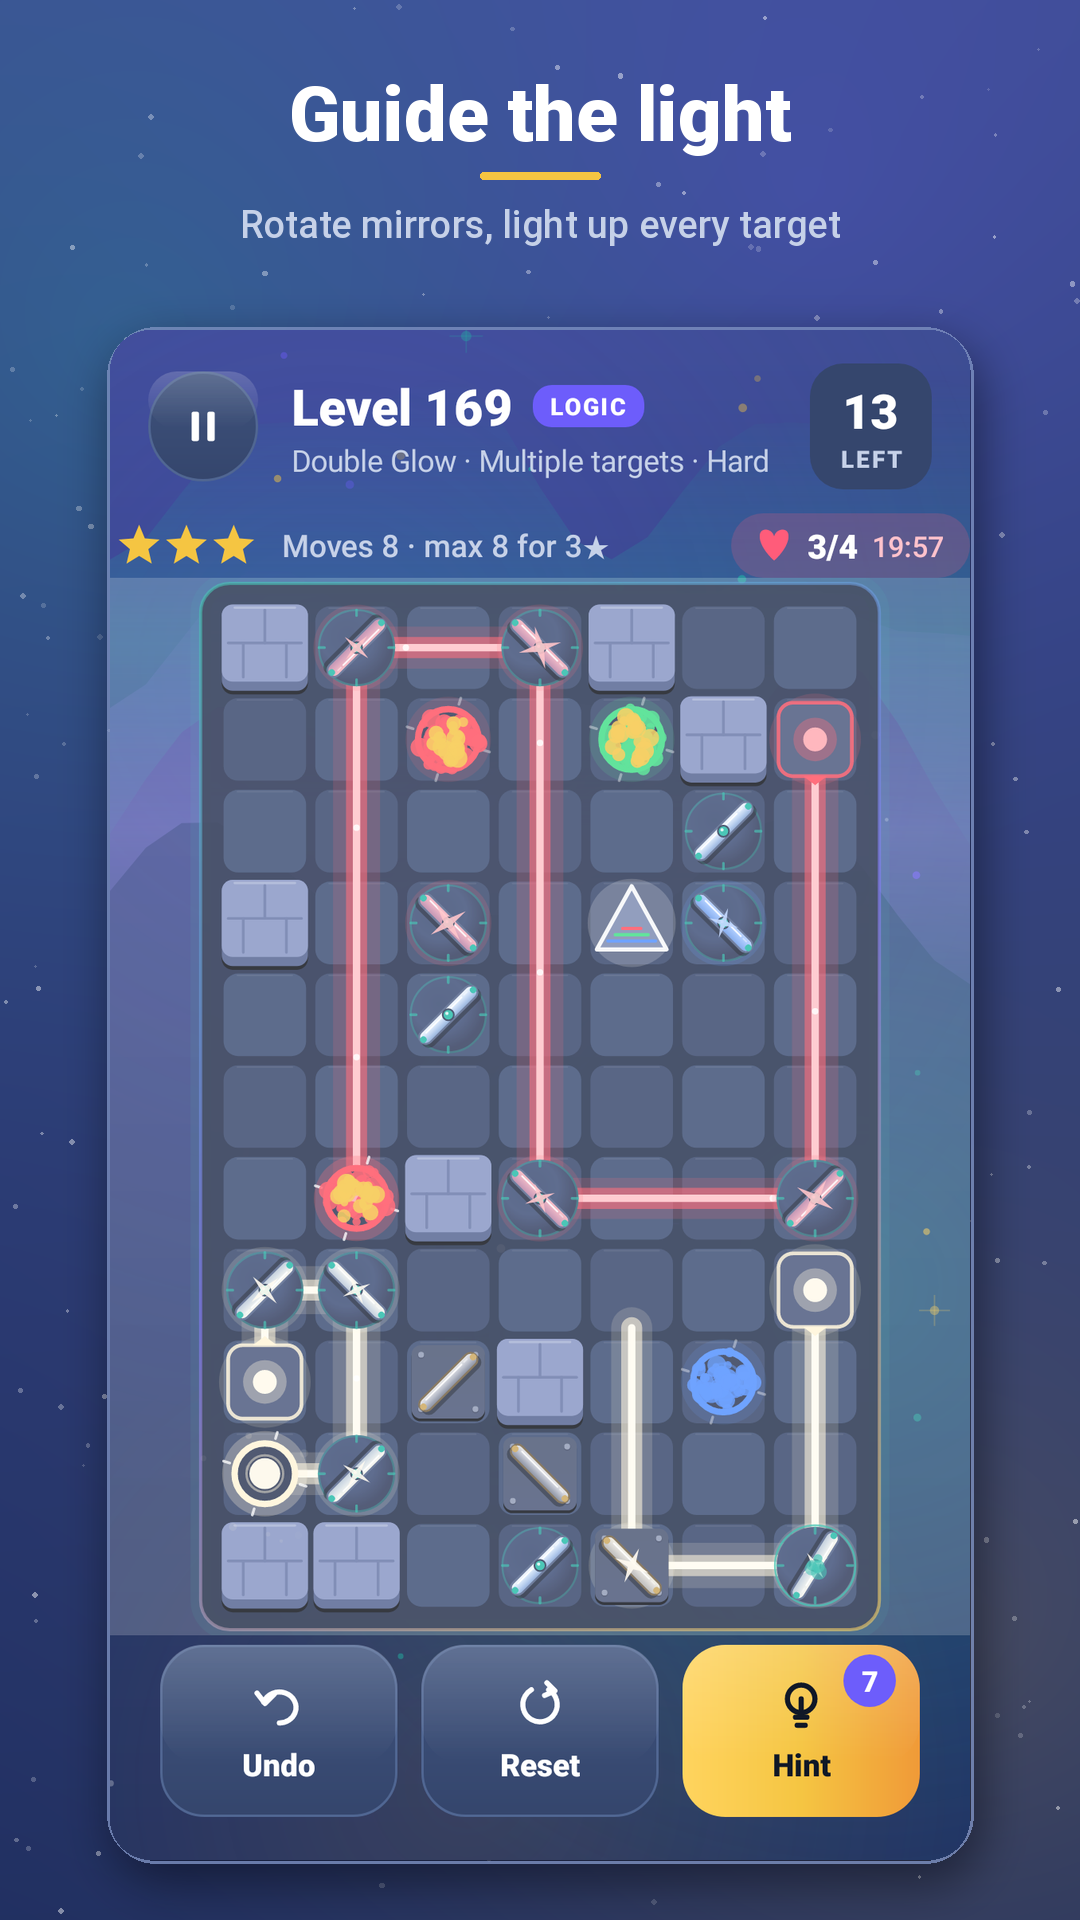 Guide the light
Rotate mirrors, light up every target
Level 169 LOGIC
Double Glow · Multiple targets · Hard
13
LEFT
Moves 8 · max 8 for 3★
3/4 19:57
Undo
Reset
7
Hint